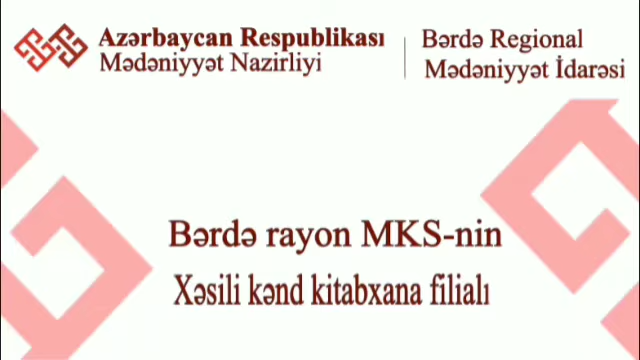 Azərbaycan Respublikası
Mədəniyyət Nazirliyi
Bərdə Regional
Mədəniyyət İdarəsi
Bərdə rayon MKS-nin
Xəsili kənd kitabxana filialı